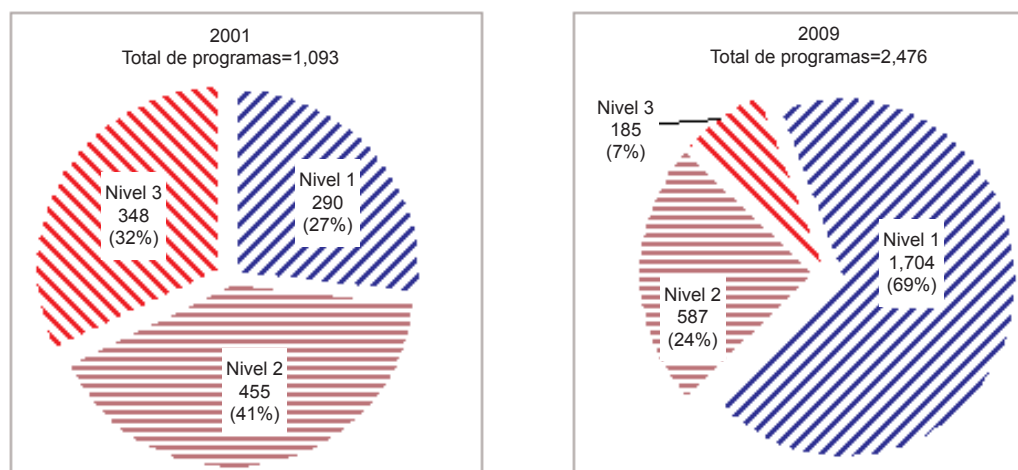 2001
Total de programas=1,093
Nivel 3
348
(32%)
Nivel 1
290
(27%)
Nivel 2
455
(41%)
2009
Total de programas=2,476
Nivel 3
185
(7%)
Nivel 1
1,704
(69%)
Nivel 2
587
(24%)